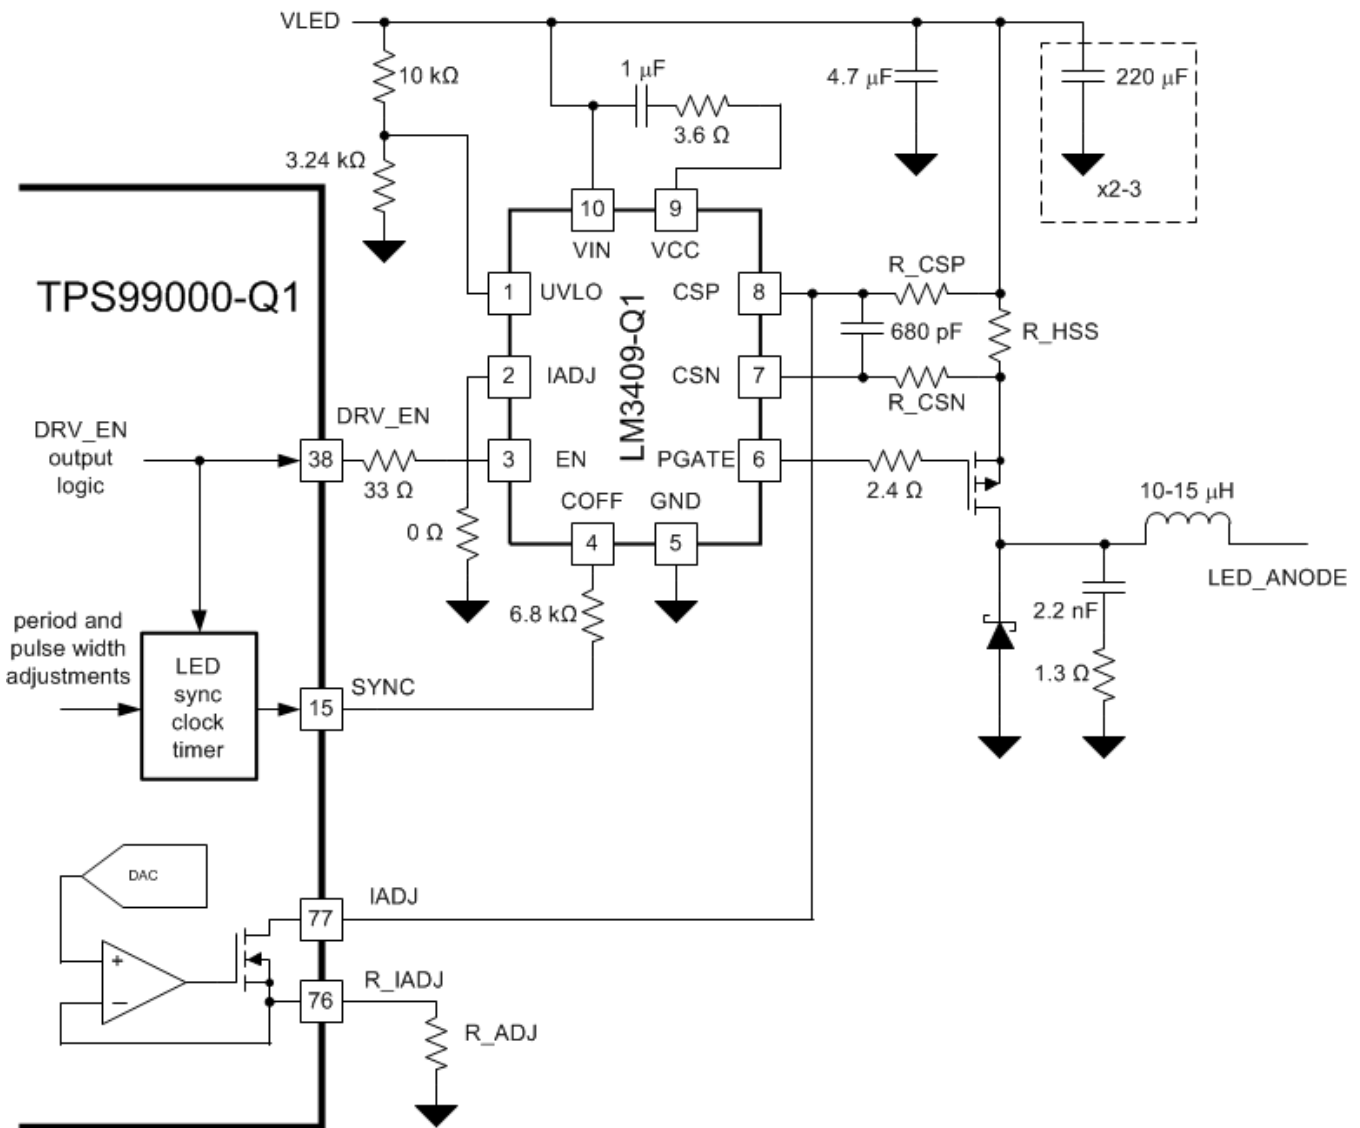 VLED
10 kΩ
1 μF
3.6 Ω
4.7 μF
220 μF
x2-3
3.24 kΩ
10
9
VIN
VCC
TPS99000-Q1
1
UVLO
CSP
8
R_CSP
LM3409-Q1
680 pF
R_HSS
2
IADJ
CSN
7
R_CSN
DRV_EN
output
logic
38
DRV_EN
33 Ω
3
EN
PGATE
6
2.4 Ω
0 Ω
COFF
GND
4
5
10-15 μH
LED_ANODE
6.8 kΩ
2.2 nF
1.3 Ω
period and
pulse width
adjustments
LED
sync
clock
timer
15
SYNC
DAC
77
IADJ
+
−
76
R_IADJ
R_ADJ